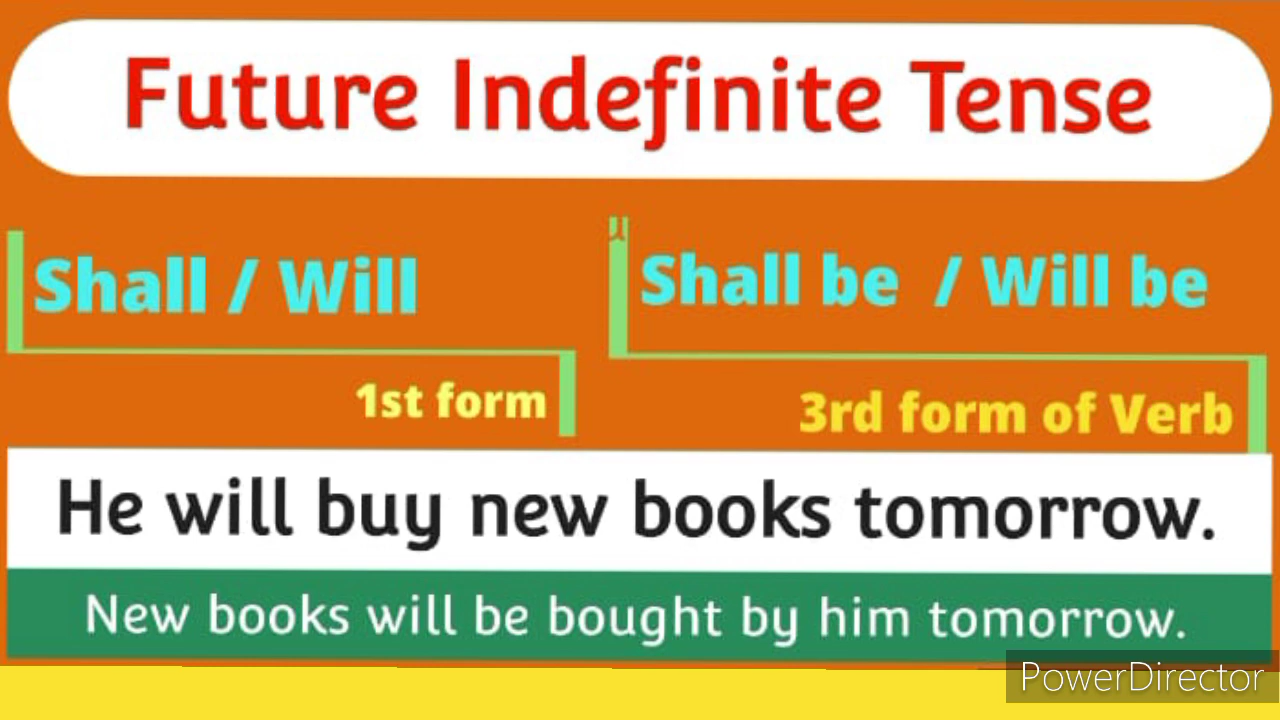 Future Indefinite Tense
Shall / Will
Shall be / Will be
1st form
3rd form of Verb
He will buy new books tomorrow.
New books will be bought by him tomorrow.
PowerDirector